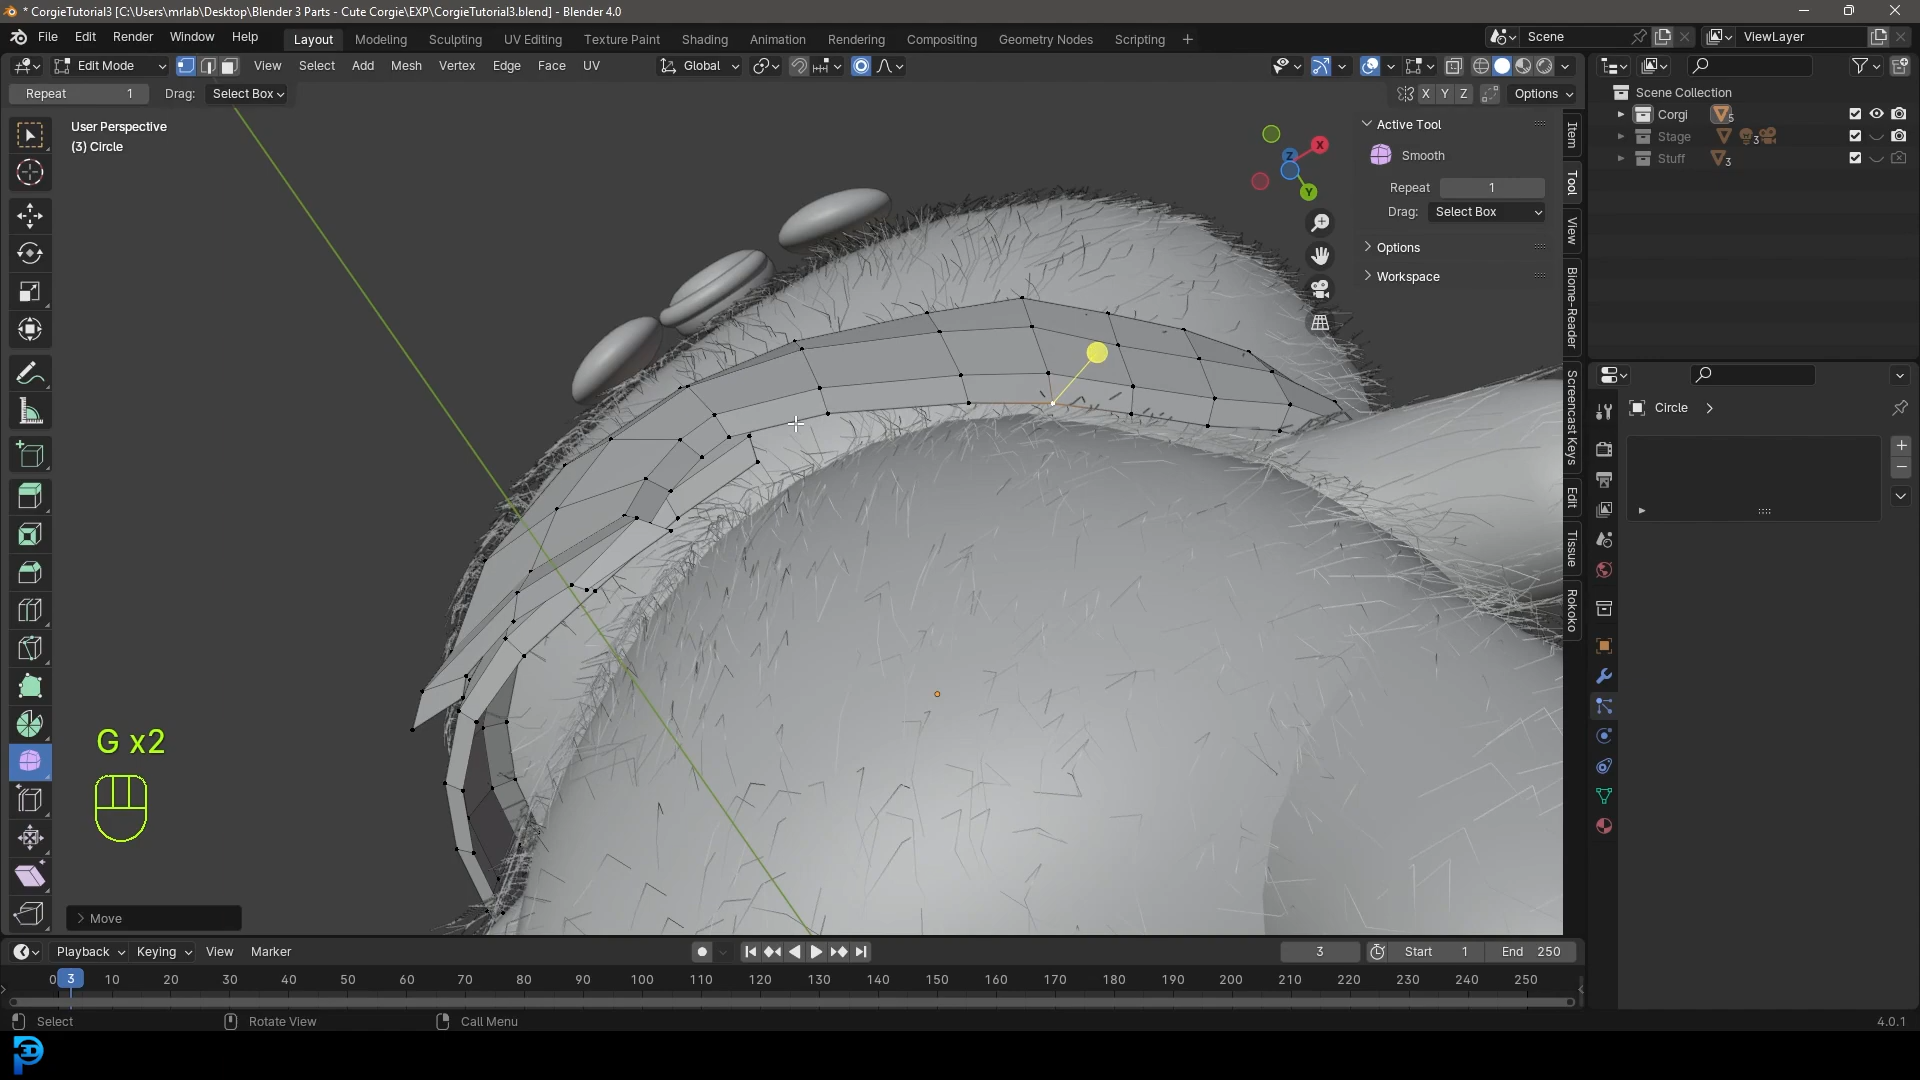 * CorgieTutorial3 [C:\Users\mrlab\Desktop\Blender 3 Parts - Cute Corgie\EXP\CorgieTutorial3.blend] - Blender 4.0
File Edit Render Window Help Layout Modeling Sculpting UV Editing Texture Paint Shading Animation Rendering Compositing Geometry Nodes Scripting + Scene ViewLayer
Edit Mode View Select Add Mesh Vertex Edge Face UV Global
Repeat 1 Drag: Select Box X Y Z Options
User Perspective
(3) Circle
X
Z
Y
Active Tool
Smooth
Repeat 1
Drag: Select Box
Options
Workspace
Item
Tool
View
Biome-Reader
Screencast Keys
Edit
Tissue
Rokoko
Scene Collection
Corgi 5
Stage 3
Stuff 3
Circle
G x2
Move
Playback Keying View Marker 3 Start 1 End 250
0 3 10 20 30 40 50 60 70 80 90 100 110 120 130 140 150 160 170 180 190 200 210 220 230 240 250
Select Rotate View Call Menu 4.0.1